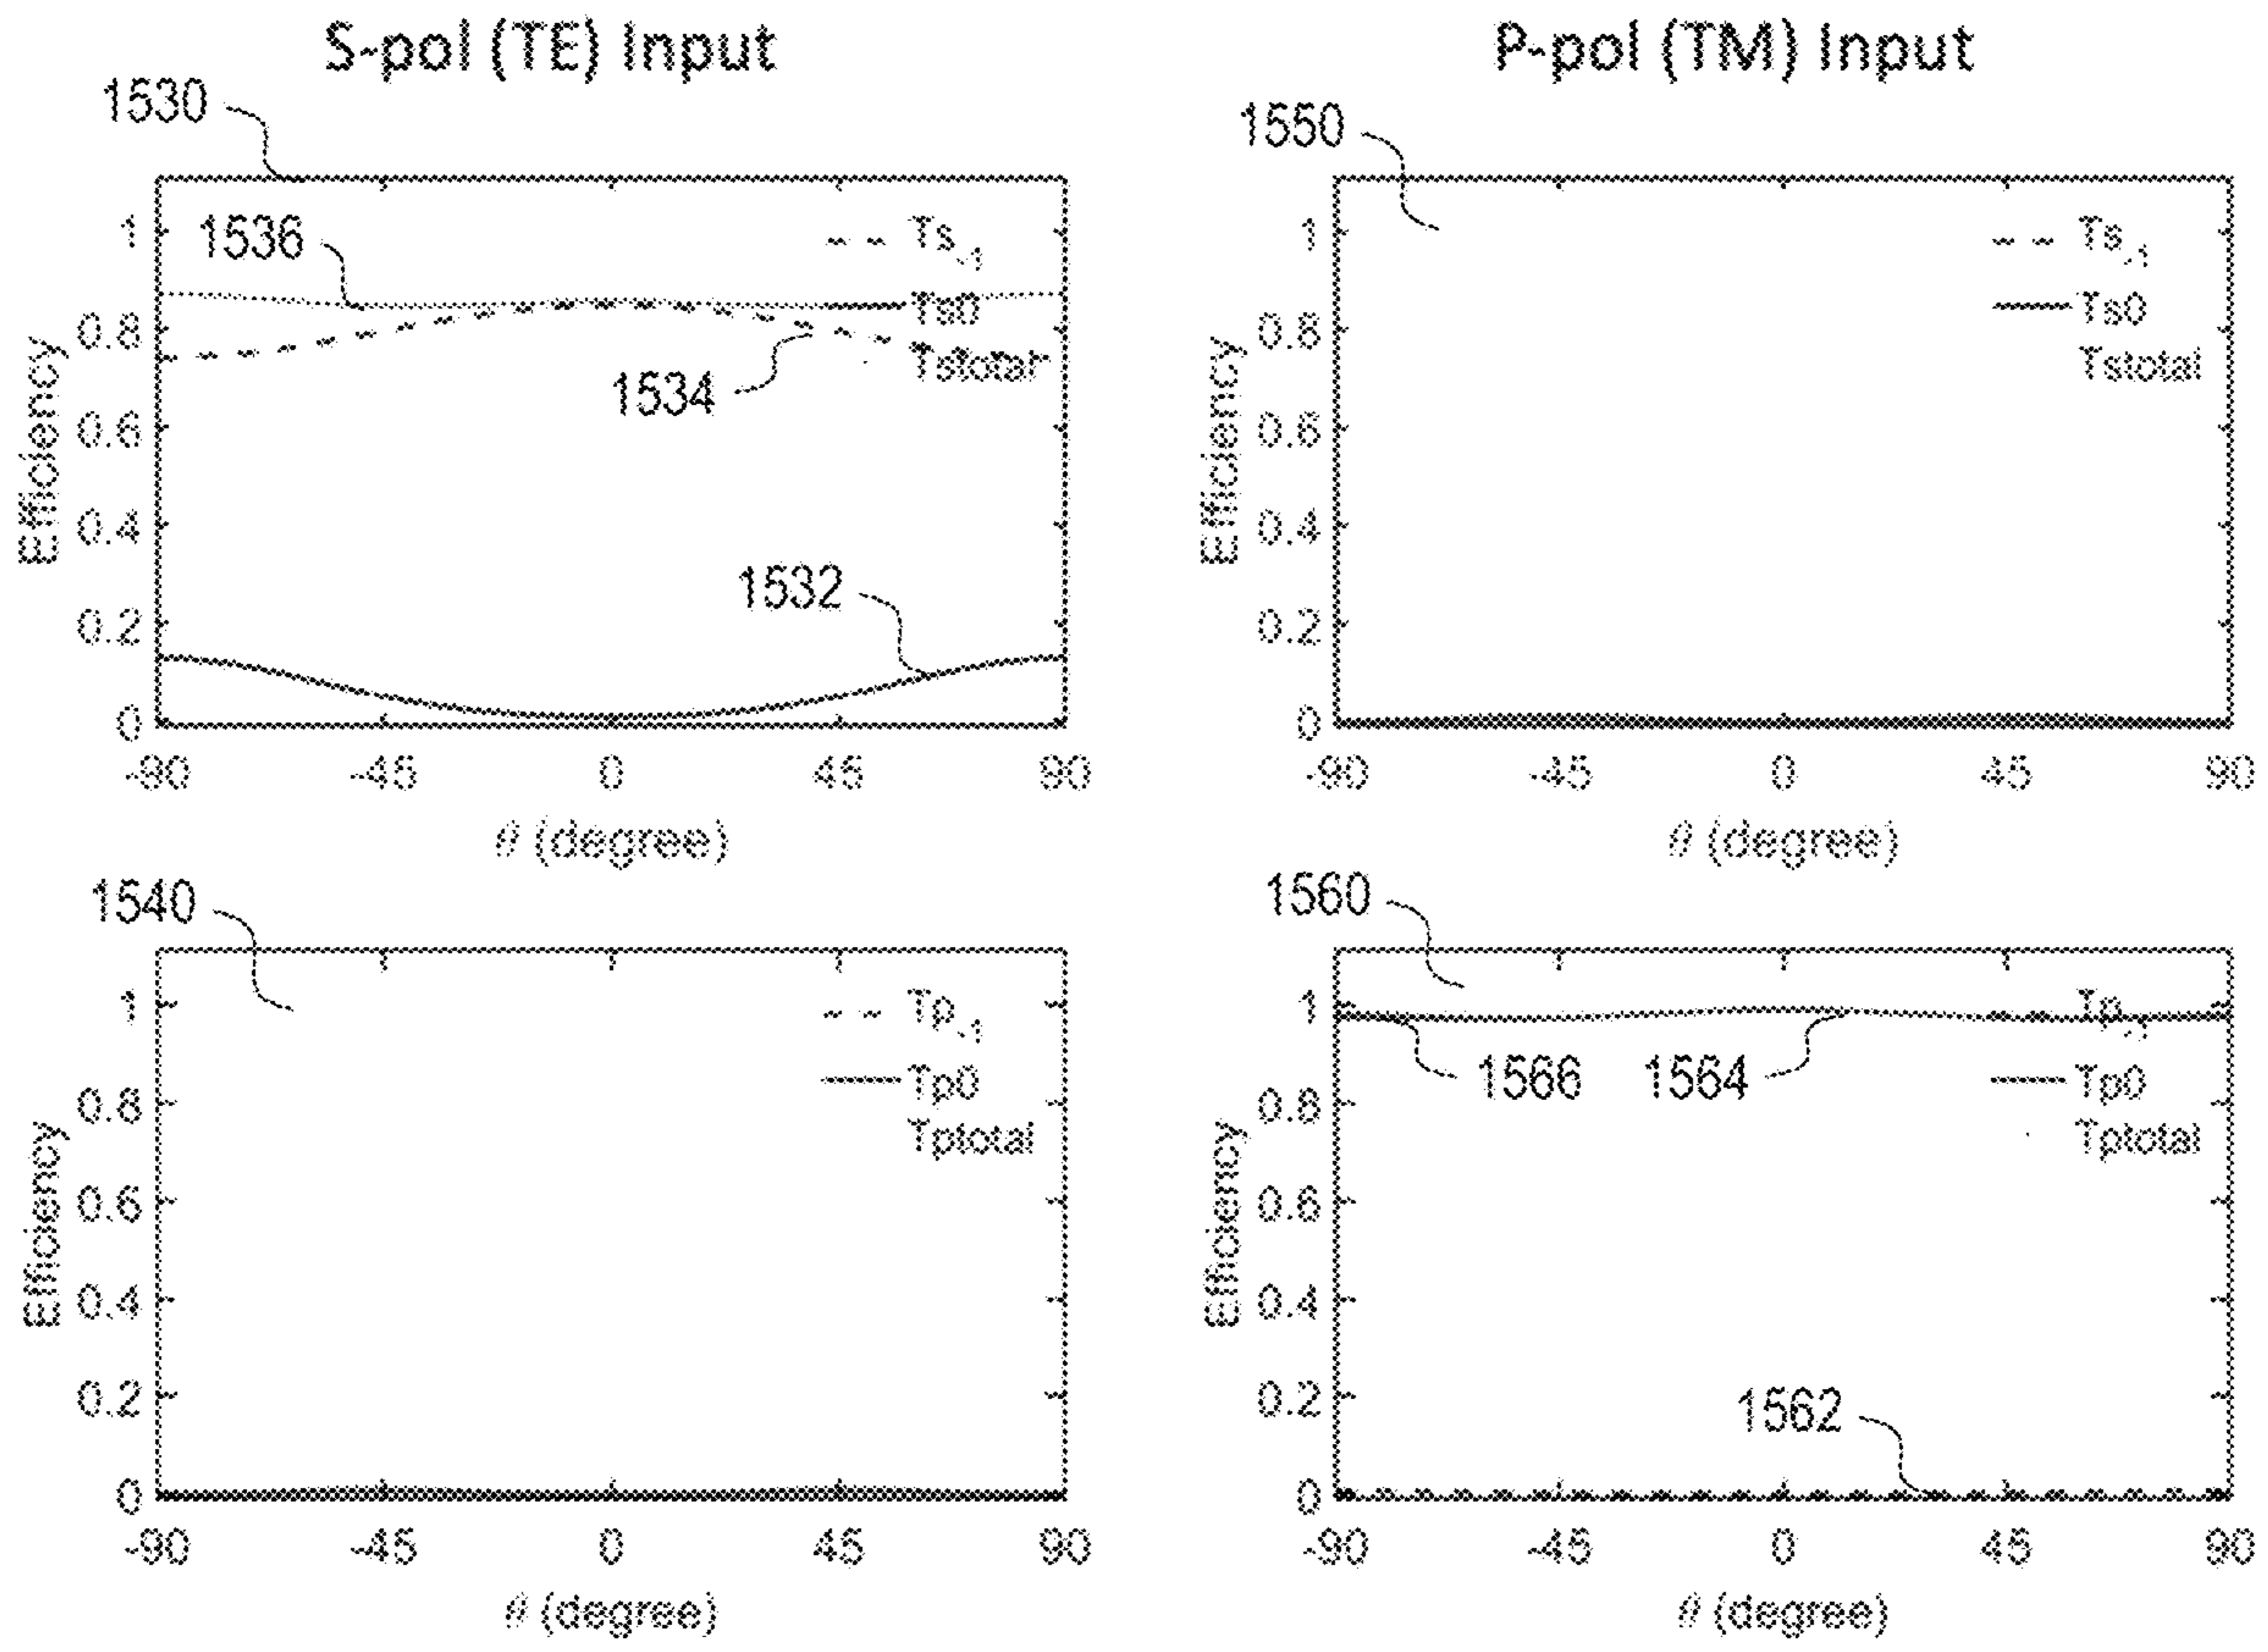 S-pol (TE) Input
1530
1536
1534
1532
Ts-1
Ts0
Tstotal
Efficiency
1
0.8
0.6
0.4
0.2
0
-90 -45 0 45 90
θ (degree)
P-pol (TM) Input
1550
Ts-1
Ts0
Tstotal
Efficiency
1
0.8
0.6
0.4
0.2
0
-90 -45 0 45 90
θ (degree)
1540
Tp-1
Tp0
Tptotal
Efficiency
1
0.8
0.6
0.4
0.2
0
-90 -45 0 45 90
θ (degree)
1560
1566 1564
1562
Tp-1
Tp0
Tptotal
Efficiency
1
0.8
0.6
0.4
0.2
0
-90 -45 0 45 90
θ (degree)